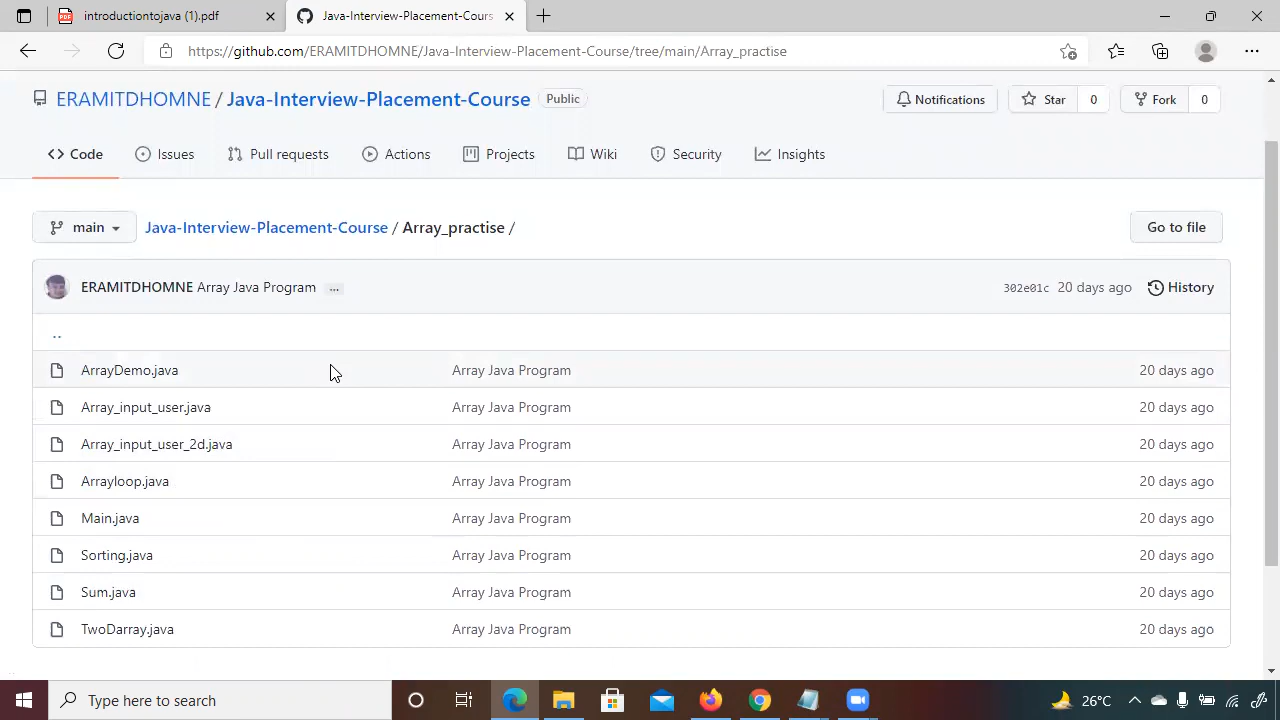 introductiontojava (1).pdf
Java-Interview-Placement-Cours
https://github.com/ERAMITDHOMNE/Java-Interview-Placement-Course/tree/main/Array_practise
ERAMITDHOMNE / Java-Interview-Placement-Course Public
Notifications Star 0 Fork 0
Code Issues Pull requests Actions Projects Wiki Security Insights
main Java-Interview-Placement-Course / Array_practise / Go to file
ERAMITDHOMNE Array Java Program ... 302e01c 20 days ago History
..
ArrayDemo.java Array Java Program 20 days ago
Array_input_user.java Array Java Program 20 days ago
Array_input_user_2d.java Array Java Program 20 days ago
Arrayloop.java Array Java Program 20 days ago
Main.java Array Java Program 20 days ago
Sorting.java Array Java Program 20 days ago
Sum.java Array Java Program 20 days ago
TwoDarray.java Array Java Program 20 days ago
Type here to search 26°C